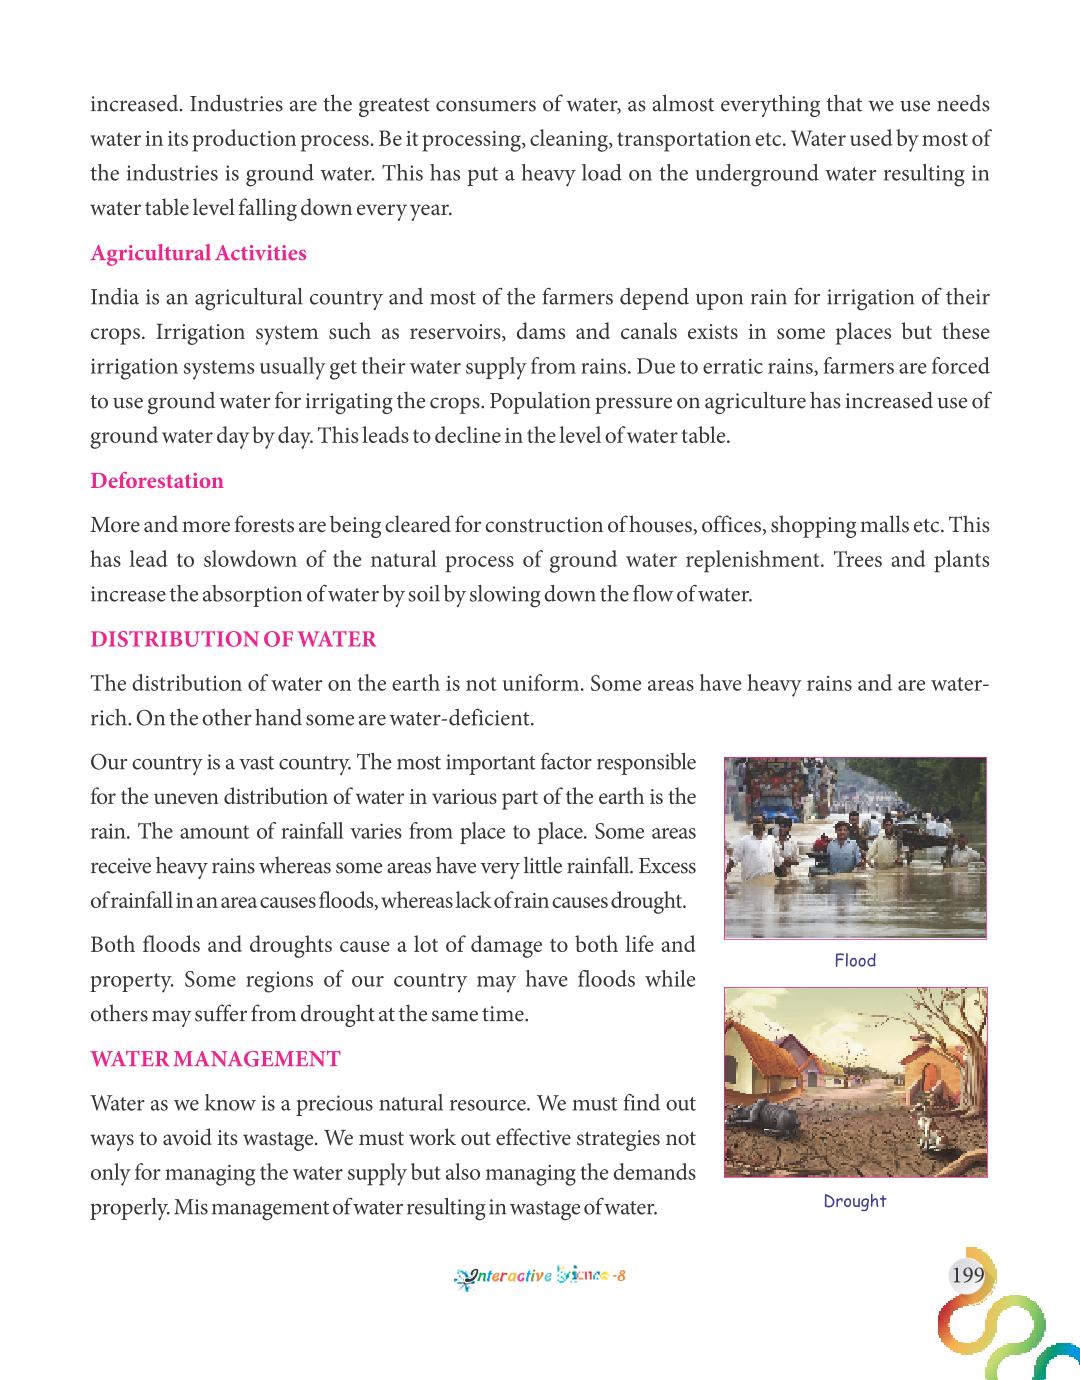 increased. Industries are the greatest consumers of water, as almost everything that we use needs
water in its production process. Be it processing, cleaning, transportation etc. Water used by most of
the industries is ground water. This has put a heavy load on the underground water resulting in
water table level falling down every year.
Agricultural Activities
India is an agricultural country and most of the farmers depend upon rain for irrigation of their
crops. Irrigation system such as reservoirs, dams and canals exists in some places but these
irrigation systems usually get their water supply from rains. Due to erratic rains, farmers are forced
to use ground water for irrigating the crops. Population pressure on agriculture has increased use of
ground water day by day. This leads to decline in the level of water table.
Deforestation
More and more forests are being cleared for construction of houses, offices, shopping malls etc. This
has lead to slowdown of the natural process of ground water replenishment. Trees and plants
increase the absorption of water by soil by slowing down the flow of water.
DISTRIBUTION OF WATER
The distribution of water on the earth is not uniform. Some areas have heavy rains and are water-
rich. On the other hand some are water-deficient.
Our country is a vast country. The most important factor responsible
for the uneven distribution of water in various part of the earth is the
rain. The amount of rainfall varies from place to place. Some areas
receive heavy rains whereas some areas have very little rainfall. Excess
of rainfall in an area causes floods, whereas lack of rain causes drought.
Both floods and droughts cause a lot of damage to both life and
property. Some regions of our country may have floods while
others may suffer from drought at the same time.
WATER MANAGEMENT
Water as we know is a precious natural resource. We must find out
ways to avoid its wastage. We must work out effective strategies not
only for managing the water supply but also managing the demands
properly. Mis management of water resulting in wastage of water.
Flood
Drought
Interactive Science -8
199